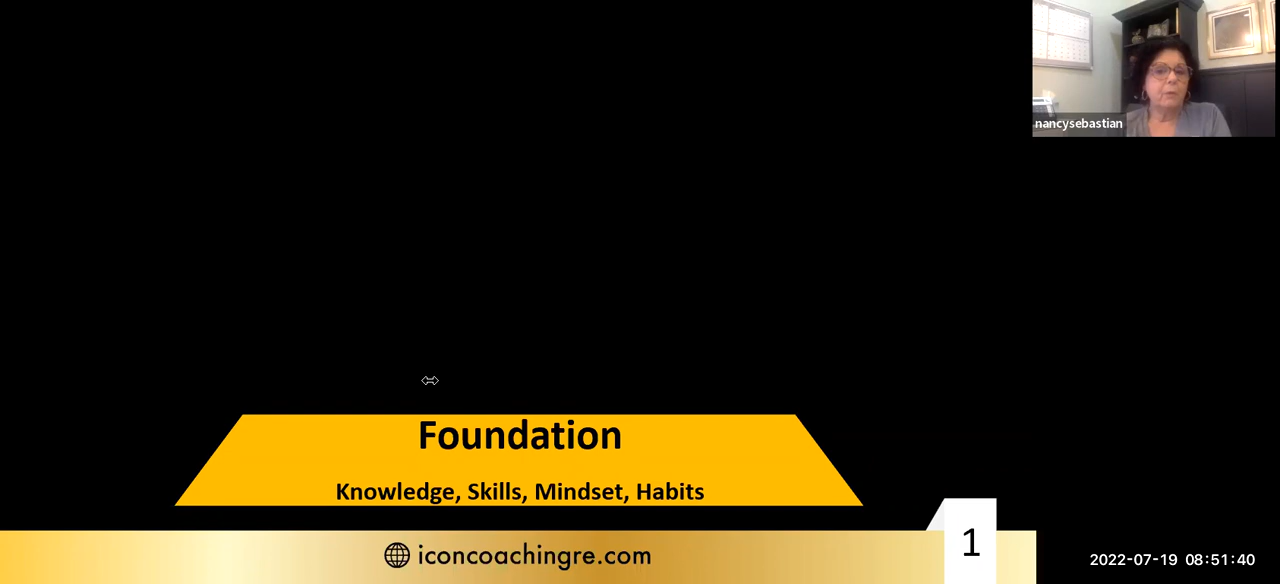 nancysebastian
Foundation
Knowledge, Skills, Mindset, Habits
iconcoachingre.com
1
2022-07-19 08:51:40